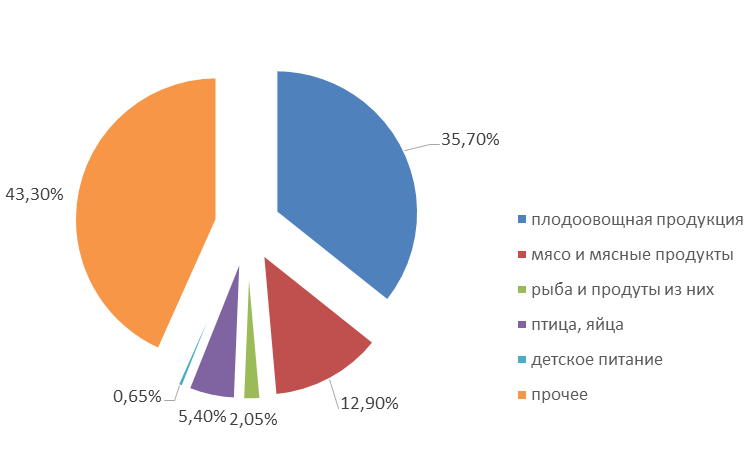 35,70%
43,30%
плодоовощная продукция
мясо и мясные продукты
рыба и продуты из них
птица, яйца
детское питание
прочее
0,65%
12,90%
5,40%
2,05%